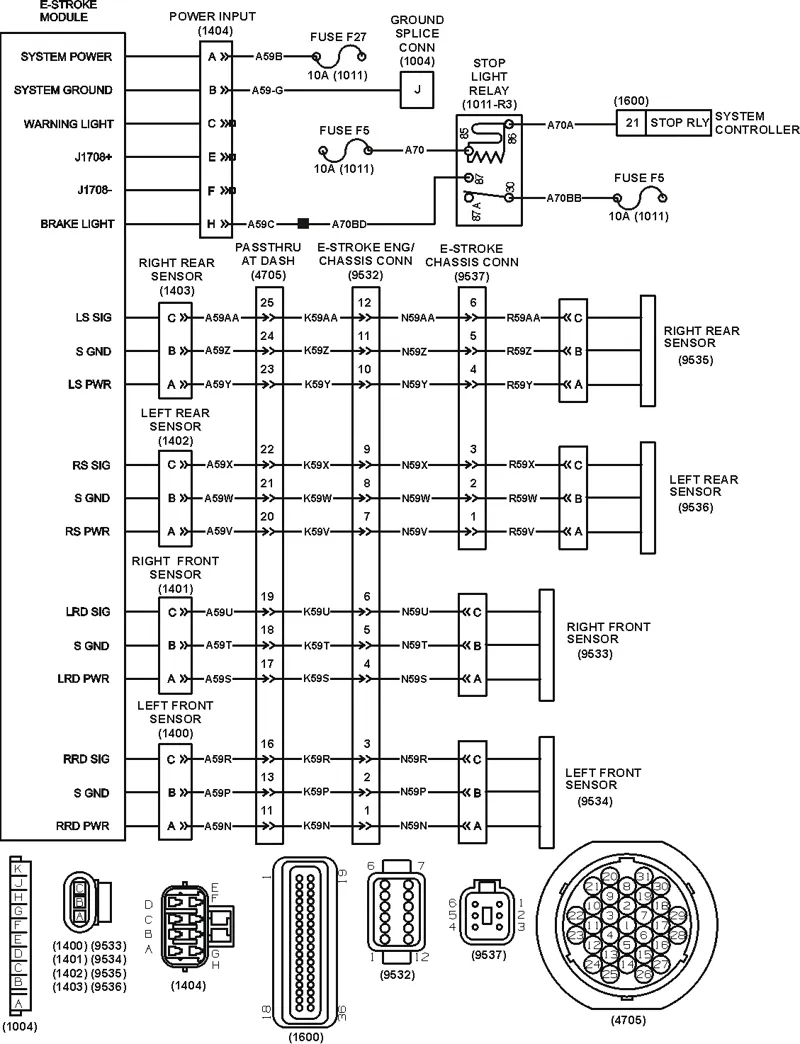 E-STROKE
MODULE
POWER INPUT
(1404)
GROUND
SPLICE
CONN
(1004)
STOP
LIGHT
RELAY
(1011-R3)
SYSTEM POWER
A
A59B
FUSE F27
10A (1011)
SYSTEM GROUND
B
A59-G
J
WARNING LIGHT
C
J1708+
E
J1708-
F
BRAKE LIGHT
H
A59C
A70BD
FUSE F5
10A (1011)
A70
85
86
87
30
87A
A70A
(1600)
21
STOP RLY
SYSTEM
CONTROLLER
A70BB
FUSE F5
10A (1011)
RIGHT REAR
SENSOR
(1403)
PASSTHRU
AT DASH
(4705)
E-STROKE ENG/
CHASSIS CONN
(9532)
E-STROKE
CHASSIS CONN
(9537)
LS SIG C A59AA 25 K59AA 12 N59AA 6 R59AA C
S GND B A59Z 24 K59Z 11 N59Z 5 R59Z B
LS PWR A A59Y 23 K59Y 10 N59Y 4 R59Y A
RIGHT REAR
SENSOR
(9535)
LEFT REAR
SENSOR
(1402)
RS SIG C A59X 22 K59X 9 N59X 3 R59X C
S GND B A59W 21 K59W 8 N59W 2 R59W B
RS PWR A A59V 20 K59V 7 N59V 1 R59V A
LEFT REAR
SENSOR
(9536)
RIGHT FRONT
SENSOR
(1401)
LRD SIG C A59U 19 K59U 6 N59U C
S GND B A59T 18 K59T 5 N59T B
LRD PWR A A59S 17 K59S 4 N59S A
RIGHT FRONT
SENSOR
(9533)
LEFT FRONT
SENSOR
(1400)
RRD SIG C A59R 16 K59R 3 N59R C
S GND B A59P 13 K59P 2 N59P B
RRD PWR A A59N 11 K59N 1 N59N A
LEFT FRONT
SENSOR
(9534)
K
J
H
G
F
E
D
C
B
A
(1004)
C
B
A
(1400) (9533)
(1401) (9534)
(1402) (9535)
(1403) (9536)
D
C
B
A
E
F
G
H
(1404)
1
19
18
36
(1600)
6
7
1
12
(9532)
6
5
4
1
2
3
(9537)
20 31
21 8 30
9 19
10 2 18
22 3 7 17 29
11 4 1 6
23 28
12 5 16
13 15
24 14 27
25 26
(4705)